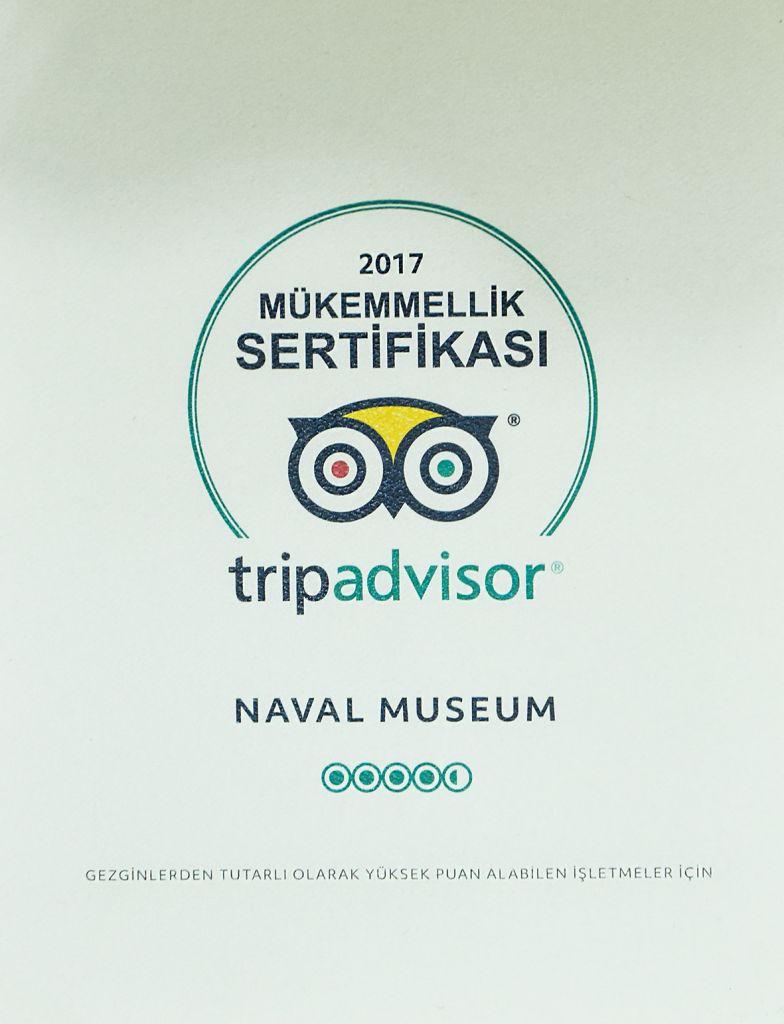 2017
MÜKEMMELLİK
SERTİFİKASI
®
tripadvisor®
NAVAL MUSEUM
GEZGİNLERDEN TUTARLI OLARAK YÜKSEK PUAN ALABİLEN İŞLETMELER İÇİN